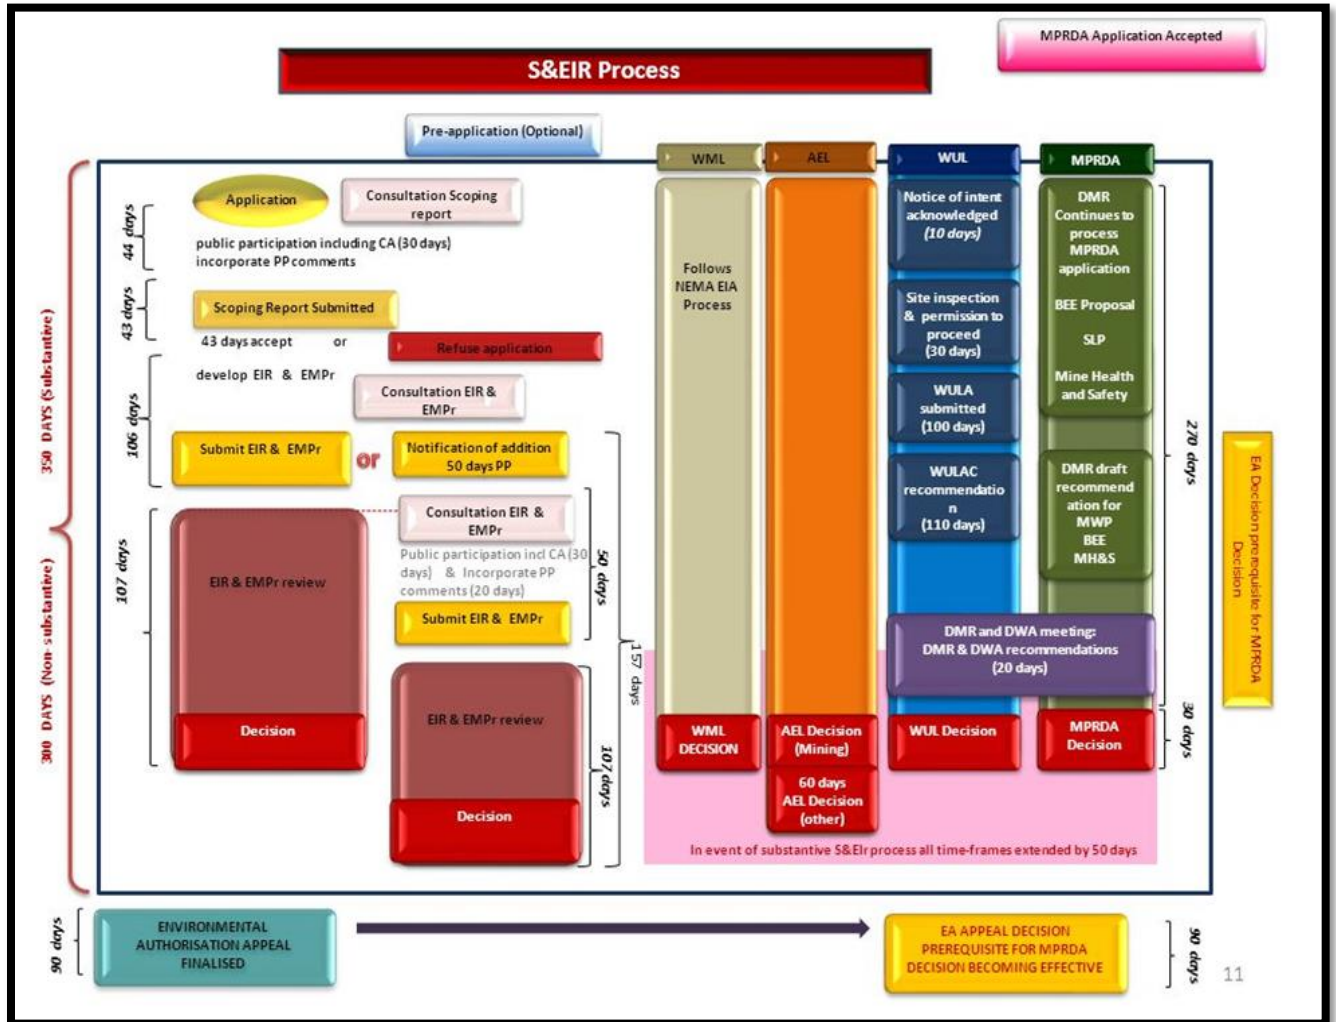 MPRDA Application Accepted
S&EIR Process
Pre-application (Optional)
350 DAYS (Substantive)
300 DAYS (Non- substantive)
44 days
Application
Consultation Scoping
report
public participation including CA (30 days)
incorporate PP comments
43 days
Scoping Report Submitted
43 days accept or
Refuse application
106 days
develop EIR & EMPr
Consultation EIR &
EMPr
Submit EIR & EMPr
or
Notification of addition
50 days PP
107 days
EIR & EMPr review
Decision
Consultation EIR &
EMPr
Public participation incl CA (30
days) & Incorporate PP
comments (20 days)
50 days
Submit EIR & EMPr
157 days
EIR & EMPr review
107 days
Decision
WML
Follows
NEMA EIA
Process
WML
DECISION
AEL
AEL Decision
(Mining)
60 days
AEL Decision
(other)
WUL
Notice of intent
acknowledged
(10 days)
Site inspection
& permission to
proceed
(30 days)
WULA
submitted
(100 days)
WULAC
recommendatio
n
(110 days)
MPRDA
DMR
Continues to
process
MPRDA
application
BEE Proposal
SLP
Mine Health
and Safety
DMR draft
recommend
ation for
MWP
BEE
MH&S
DMR and DWA meeting:
DMR & DWA recommendations
(20 days)
WUL Decision
MPRDA
Decision
270 days
30 days
EA Decision prerequisite for MPRDA
Decision
In event of substantive S&EIr process all time-frames extended by 50 days
90 days
ENVIRONMENTAL
AUTHORISATION APPEAL
FINALISED
EA APPEAL DECISION
PREREQUISITE FOR MPRDA
DECISION BECOMING EFFECTIVE
90 days
11